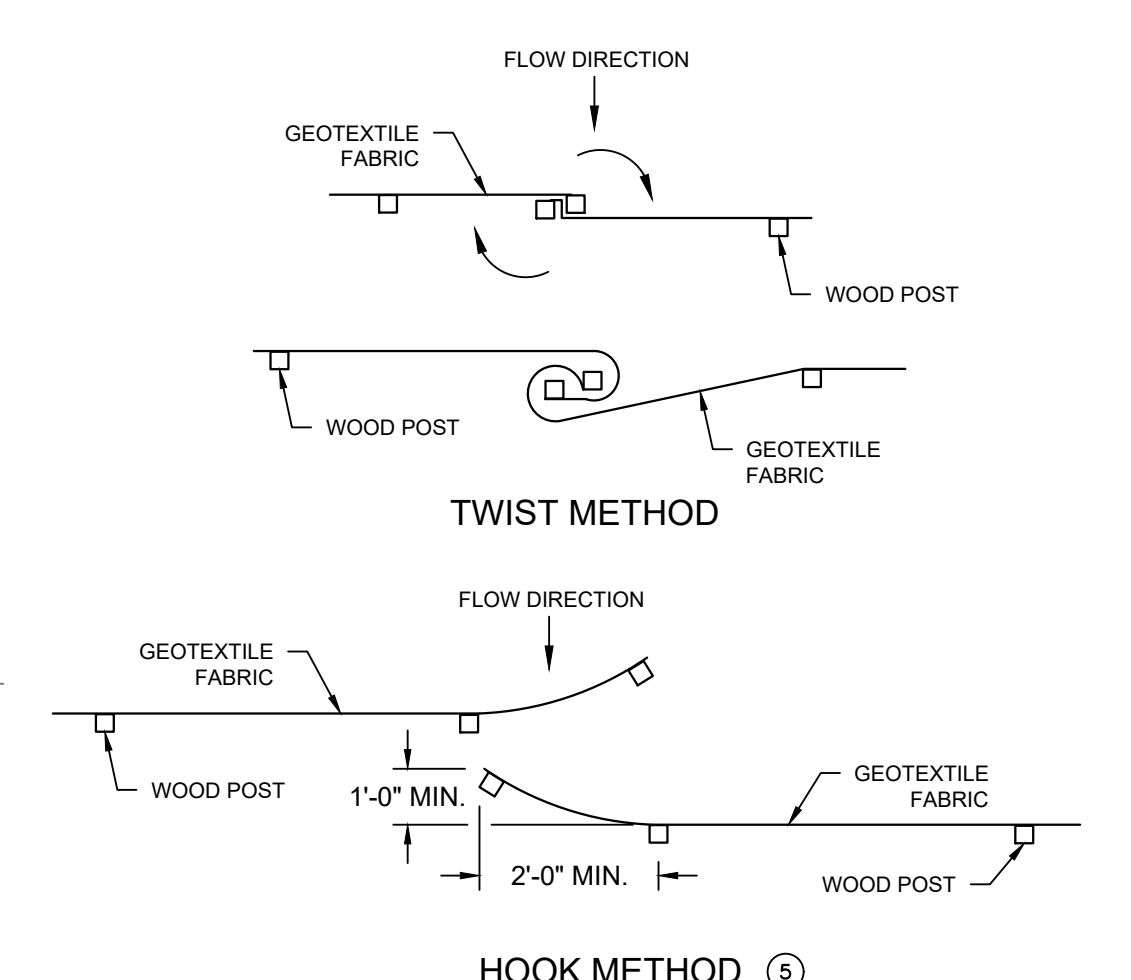 FLOW DIRECTION
GEOTEXTILE
FABRIC
WOOD POST
WOOD POST
GEOTEXTILE
FABRIC
TWIST METHOD
FLOW DIRECTION
GEOTEXTILE
FABRIC
WOOD POST
1'-0" MIN.
GEOTEXTILE
FABRIC
2'-0" MIN.
WOOD POST
HOOK METHOD 5